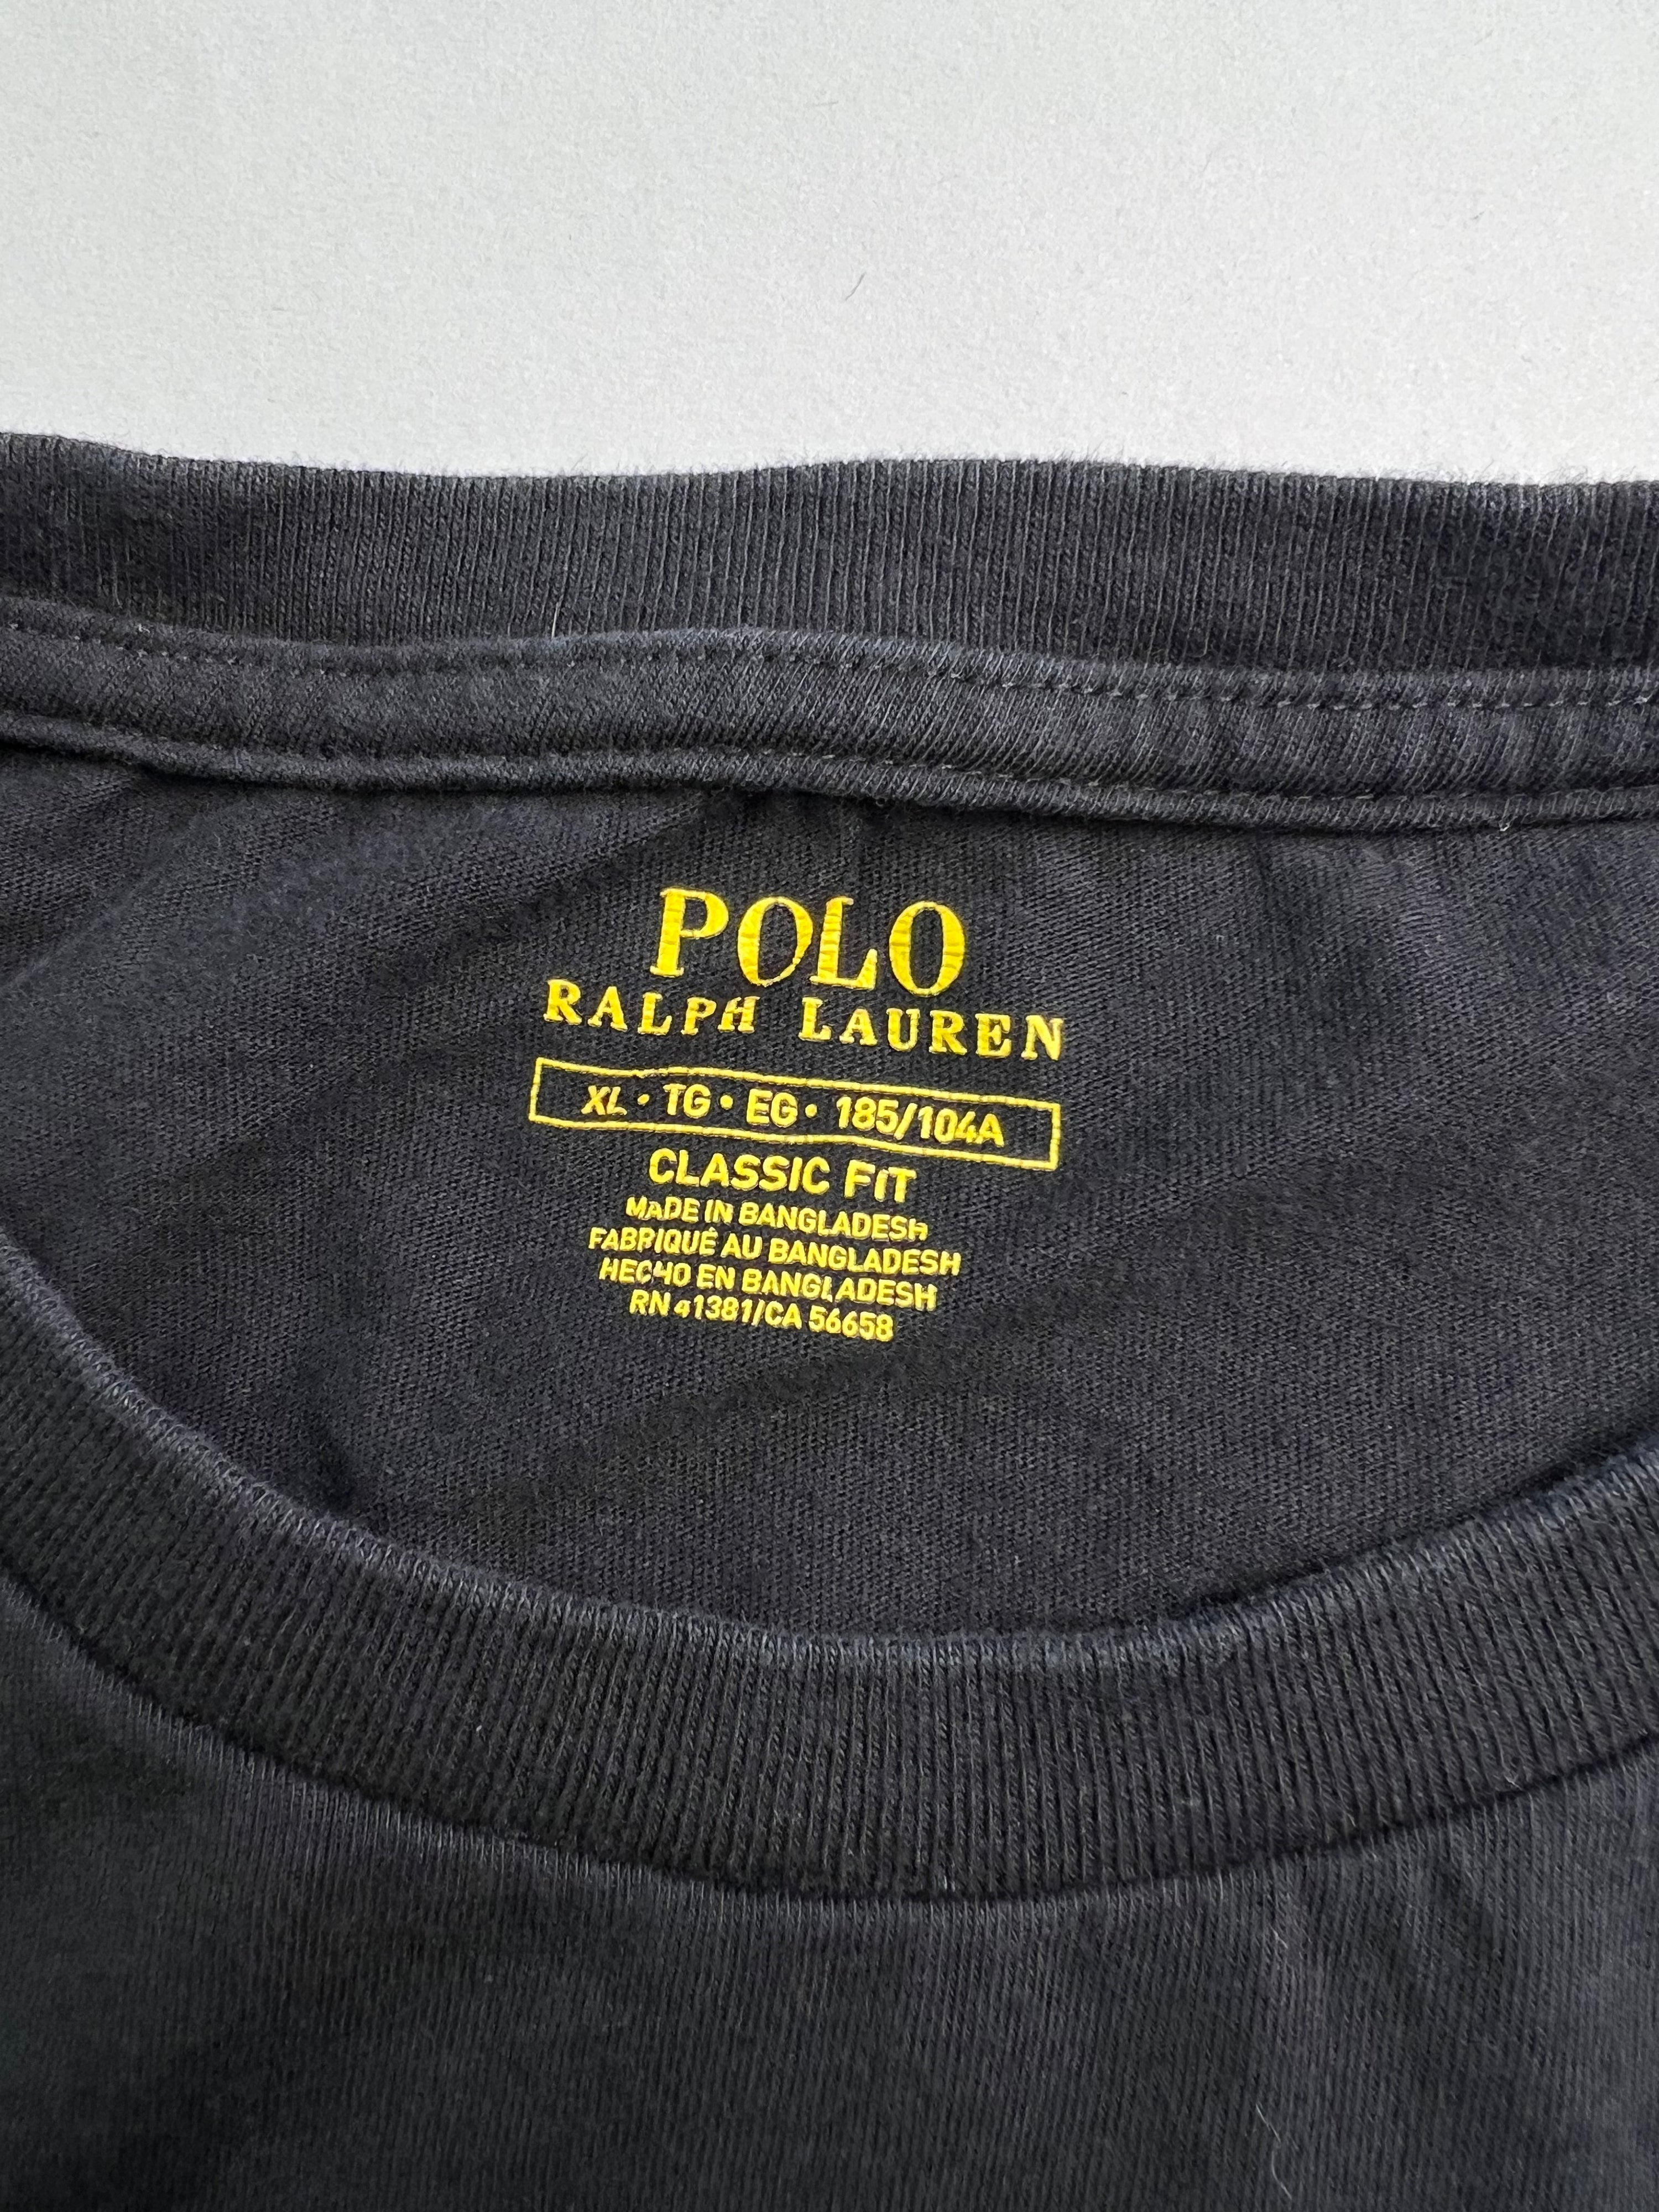 POLO
RALPH LAUREN
XL • TG • EG • 185/104A
CLASSIC FIT
MADE IN BANGLADESH
FABRIQUÉ AU BANGLADESH
HECHO EN BANGLADESH
RN 41381/CA 56658